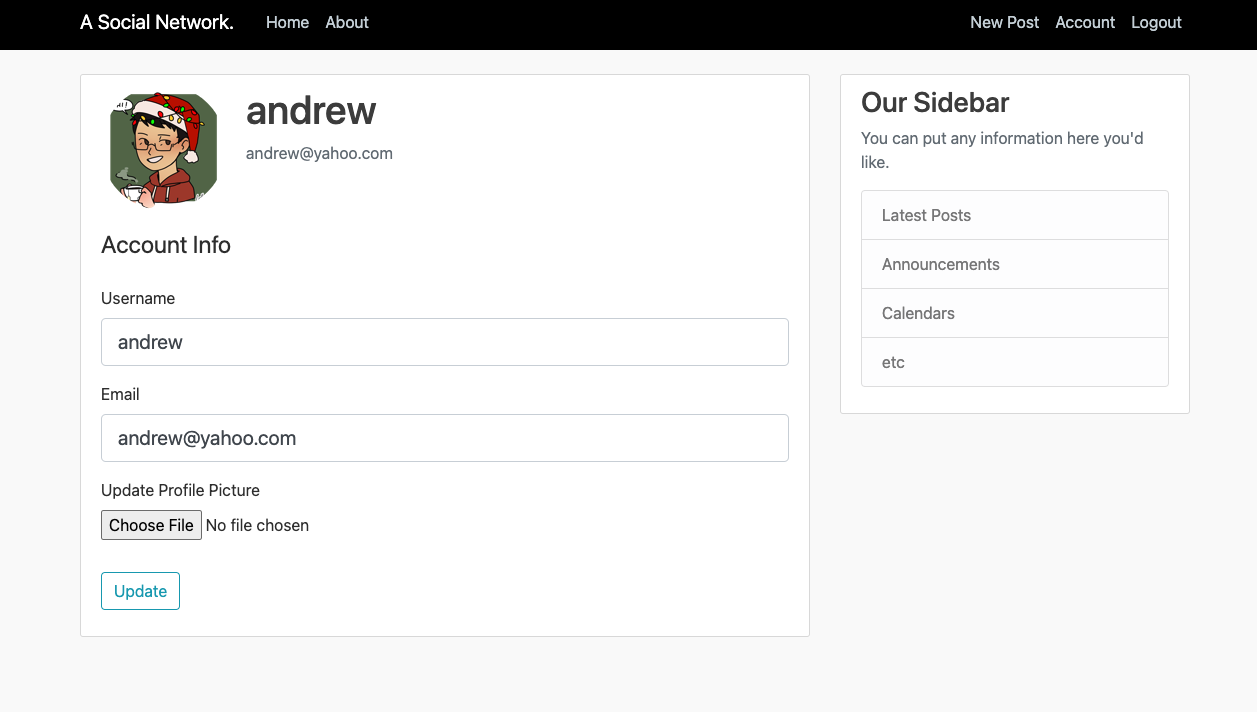 A Social Network. Home About New Post Account Logout
HI!
andrew
andrew@yahoo.com
Account Info
Username
andrew
Email
andrew@yahoo.com
Update Profile Picture
Choose File No file chosen
Update
Our Sidebar
You can put any information here you'd
like.
Latest Posts
Announcements
Calendars
etc